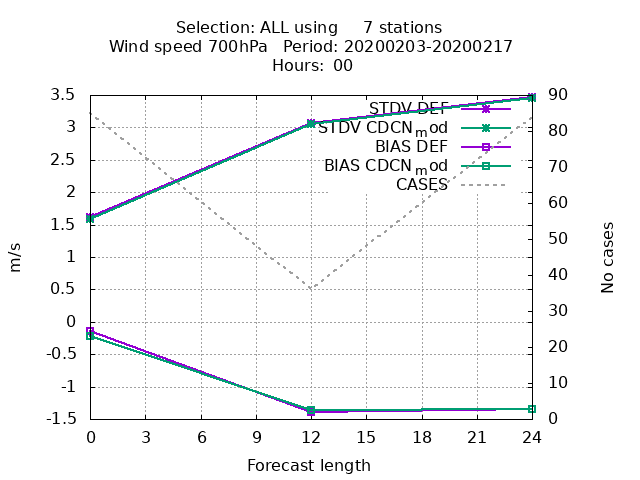 Selection: ALL using     7 stations
Wind speed 700hPa   Period: 20200203-20200217
Hours: 00
3.5
3
2.5
2
1.5
1
0.5
0
-0.5
-1
-1.5
90
80
70
60
50
40
30
20
10
0
STDV DEF
STDV CDCN_mod
BIAS DEF
BIAS CDCN_mod
CASES
m/s
No cases
0 3 6 9 12 15 18 21 24
Forecast length